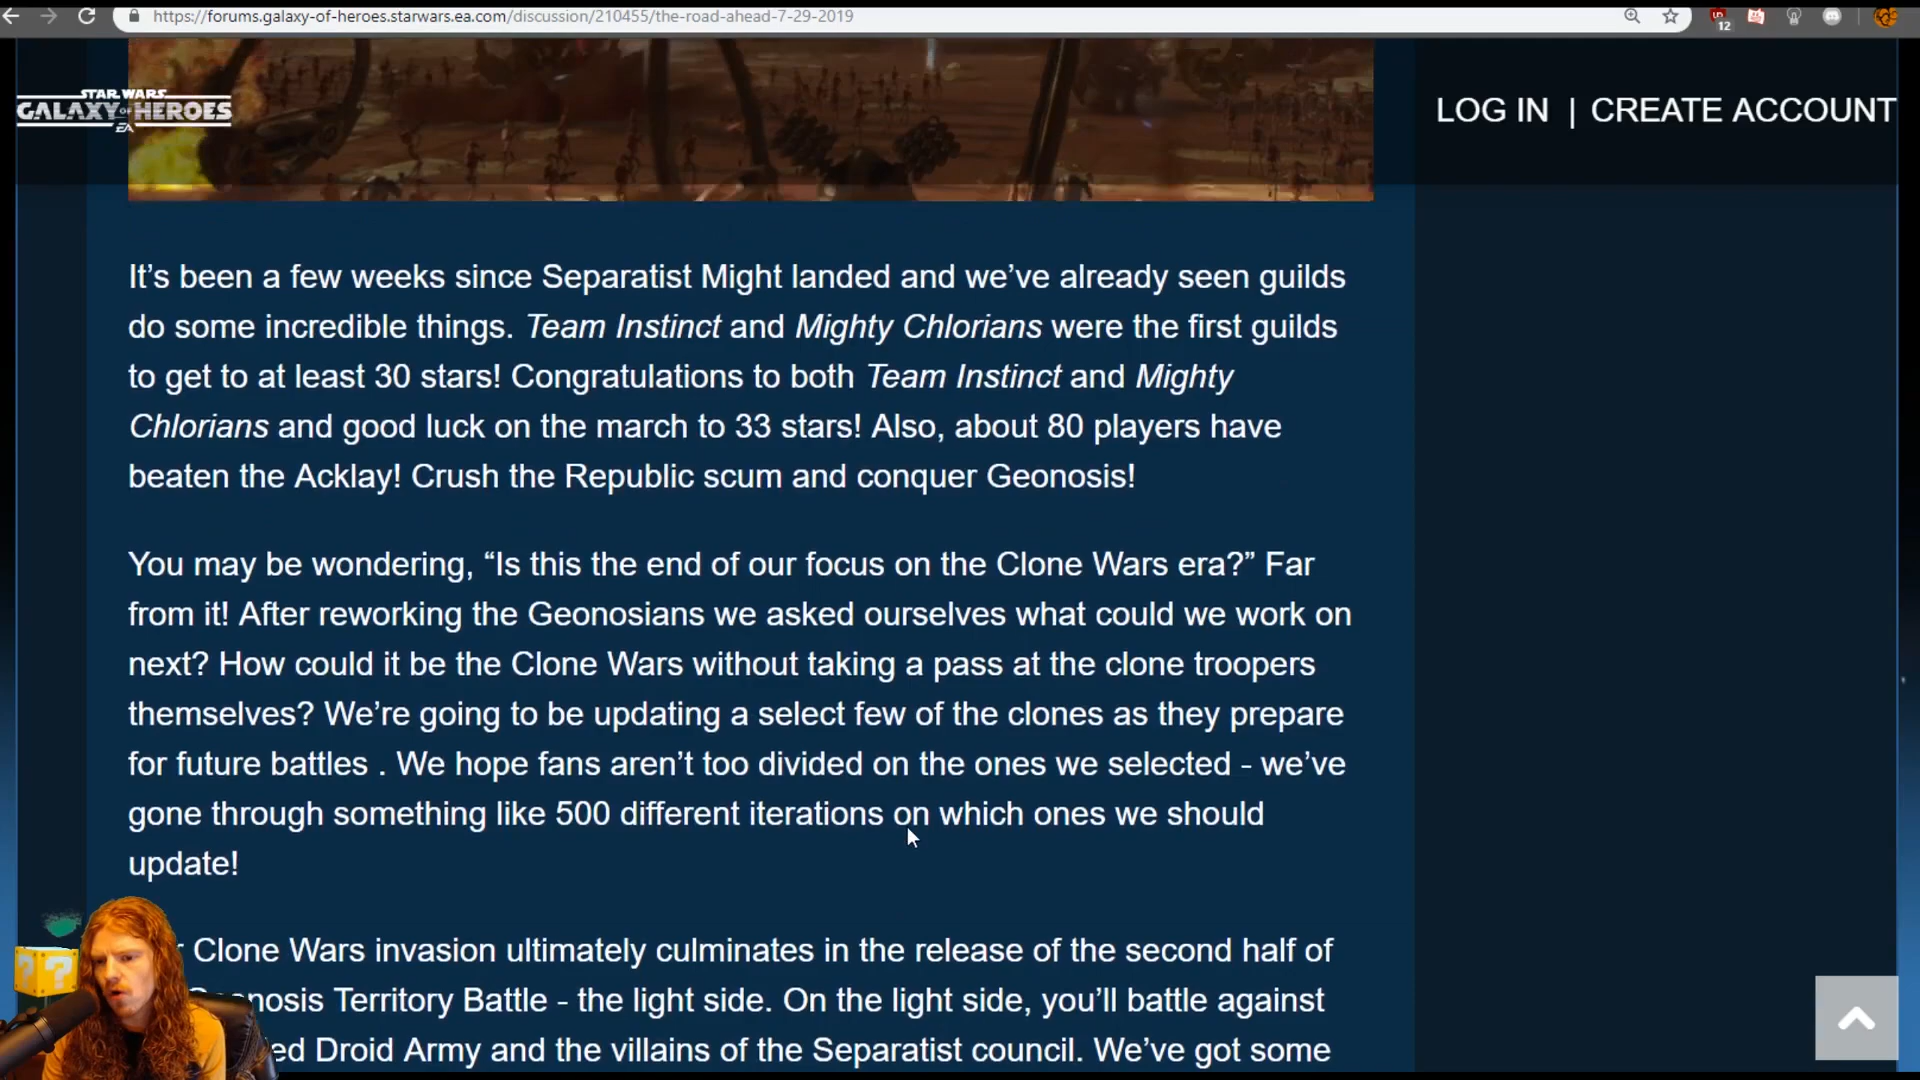 https://forums.galaxy-of-heroes.starwars.ea.com/discussion/210455/the-road-ahead-7-29-2019
12
STAR WARS
GALAXY OF HEROES
EA
LOG IN | CREATE ACCOUNT
It’s been a few weeks since Separatist Might landed and we’ve already seen guilds
do some incredible things. Team Instinct and Mighty Chlorians were the first guilds
to get to at least 30 stars! Congratulations to both Team Instinct and Mighty
Chlorians and good luck on the march to 33 stars! Also, about 80 players have
beaten the Acklay! Crush the Republic scum and conquer Geonosis!
You may be wondering, “Is this the end of our focus on the Clone Wars era?” Far
from it! After reworking the Geonosians we asked ourselves what could we work on
next? How could it be the Clone Wars without taking a pass at the clone troopers
themselves? We’re going to be updating a select few of the clones as they prepare
for future battles . We hope fans aren’t too divided on the ones we selected - we’ve
gone through something like 500 different iterations on which ones we should
update!
Clone Wars invasion ultimately culminates in the release of the second half of
Territory Battle - the light side. On the light side, you’ll battle against
Droid Army and the villains of the Separatist council. We’ve got some